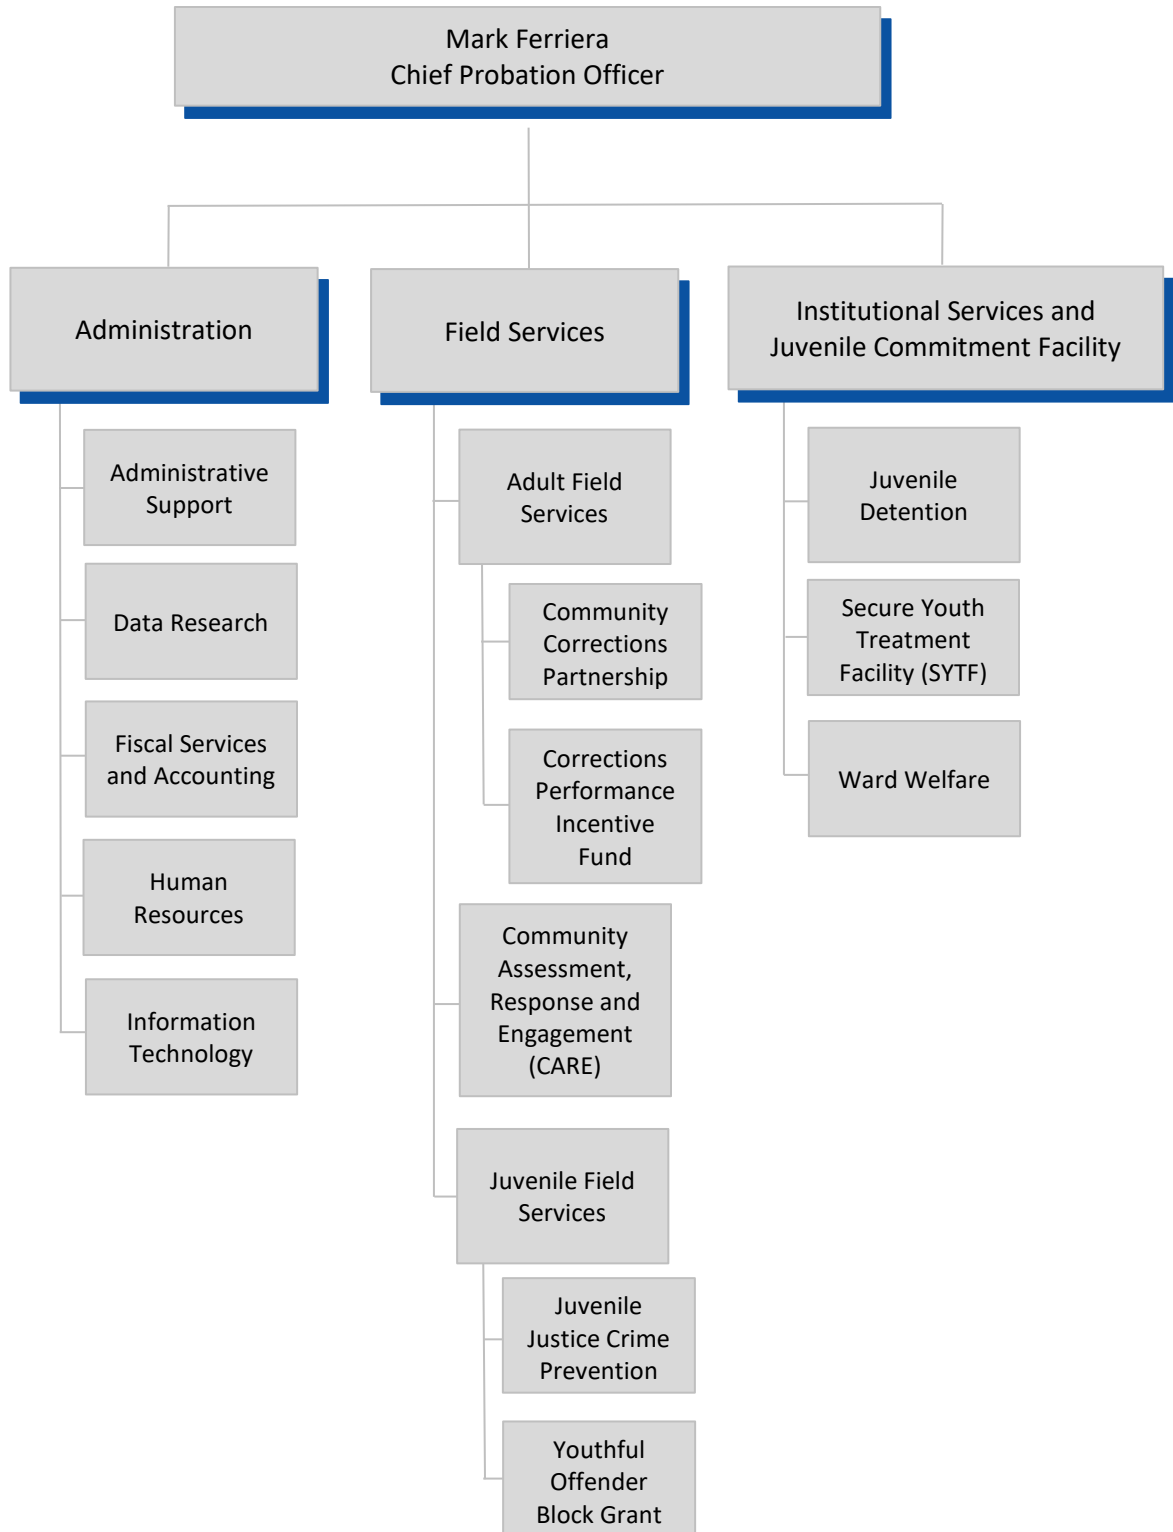 Mark Ferriera
Chief Probation Officer
Administration
Administrative
Support
Data Research
Fiscal Services
and Accounting
Human
Resources
Information
Technology
Field Services
Adult Field
Services
Community
Corrections
Partnership
Corrections
Performance
Incentive
Fund
Community
Assessment,
Response and
Engagement
(CARE)
Juvenile Field
Services
Juvenile
Justice Crime
Prevention
Youthful
Offender
Block Grant
Institutional Services and
Juvenile Commitment Facility
Juvenile
Detention
Secure Youth
Treatment
Facility (SYTF)
Ward Welfare